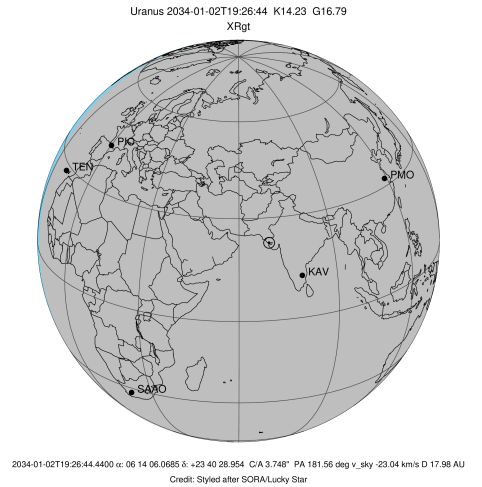 Uranus 2034-01-02T19:26:44 K14.23 G16.79
XRgt
PIC
TEN
PMO
KAV
SAAO
2034-01-02T19:26:44.4400 α: 06 14 06.0685 δ: +23 40 28.954 C/A 3.748" PA 181.56 deg v_sky -23.04 km/s D 17.98 AU
Credit: Styled after SORA/Lucky Star